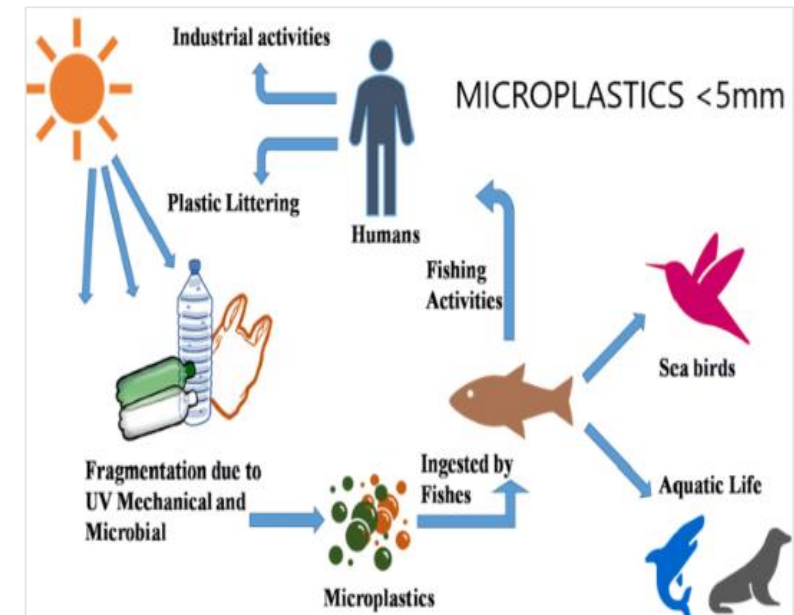 Industrial activities
MICROPLASTICS <5mm
Plastic Littering
Humans
Fishing
Activities
Sea birds
Fragmentation due to
UV Mechanical and
Microbial
Ingested by
Fishes
Aquatic Life
Microplastics